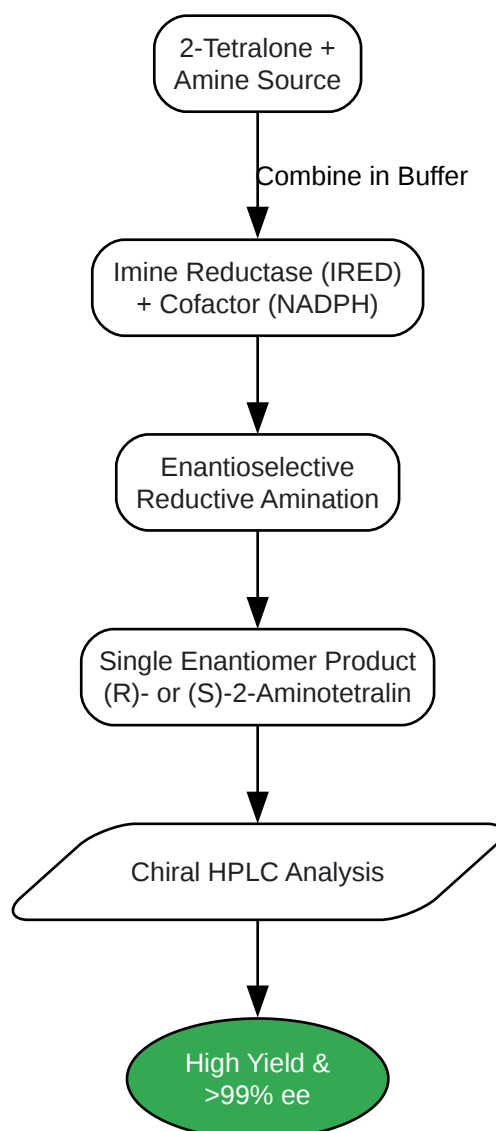 2-Tetralone +
Amine Source
Combine in Buffer
Imine Reductase (IRED)
+ Cofactor (NADPH)
Enantioselective
Reductive Amination
Single Enantiomer Product
(R)- or (S)-2-Aminotetralin
Chiral HPLC Analysis
High Yield &
>99% ee